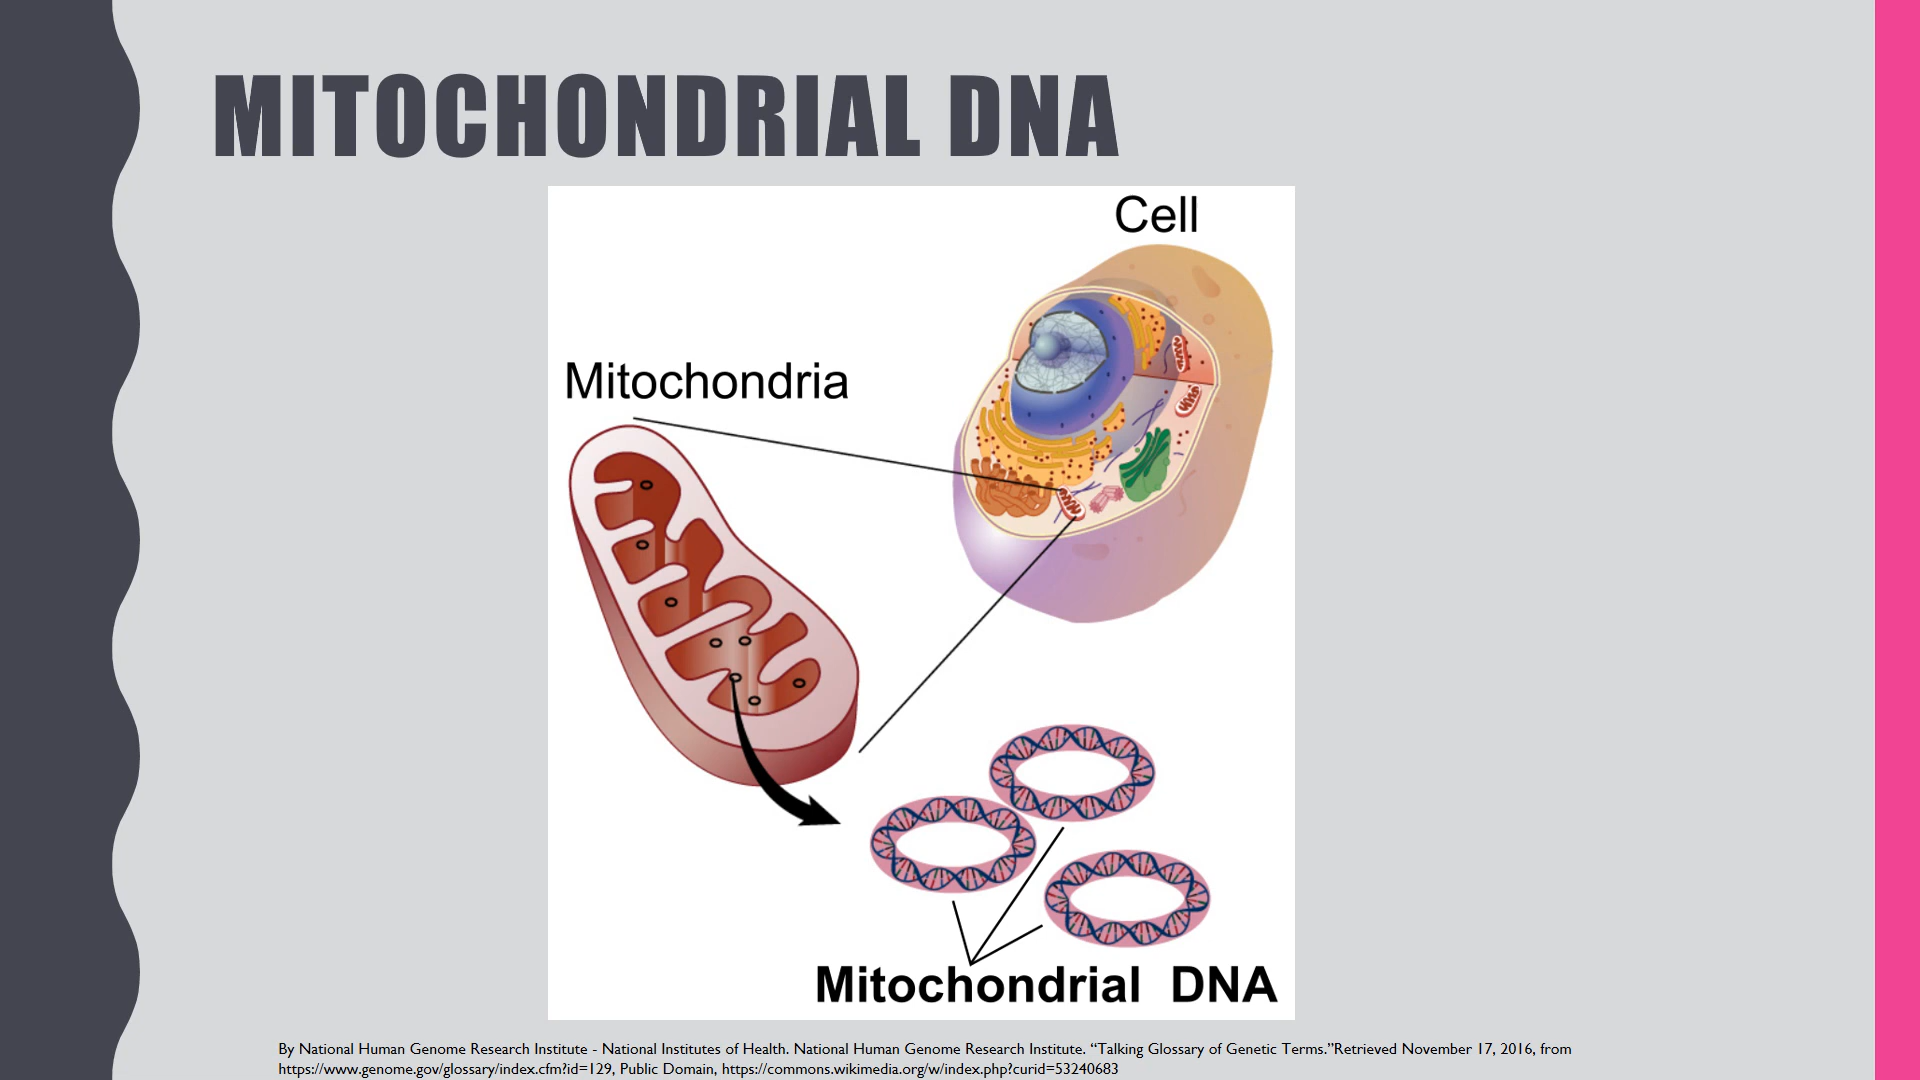 MITOCHONDRIAL DNA
Cell
Mitochondria
Mitochondrial DNA
By National Human Genome Research Institute - National Institutes of Health. National Human Genome Research Institute. “Talking Glossary of Genetic Terms.”Retrieved November 17, 2016, from
https://www.genome.gov/glossary/index.cfm?id=129, Public Domain, https://commons.wikimedia.org/w/index.php?curid=53240683